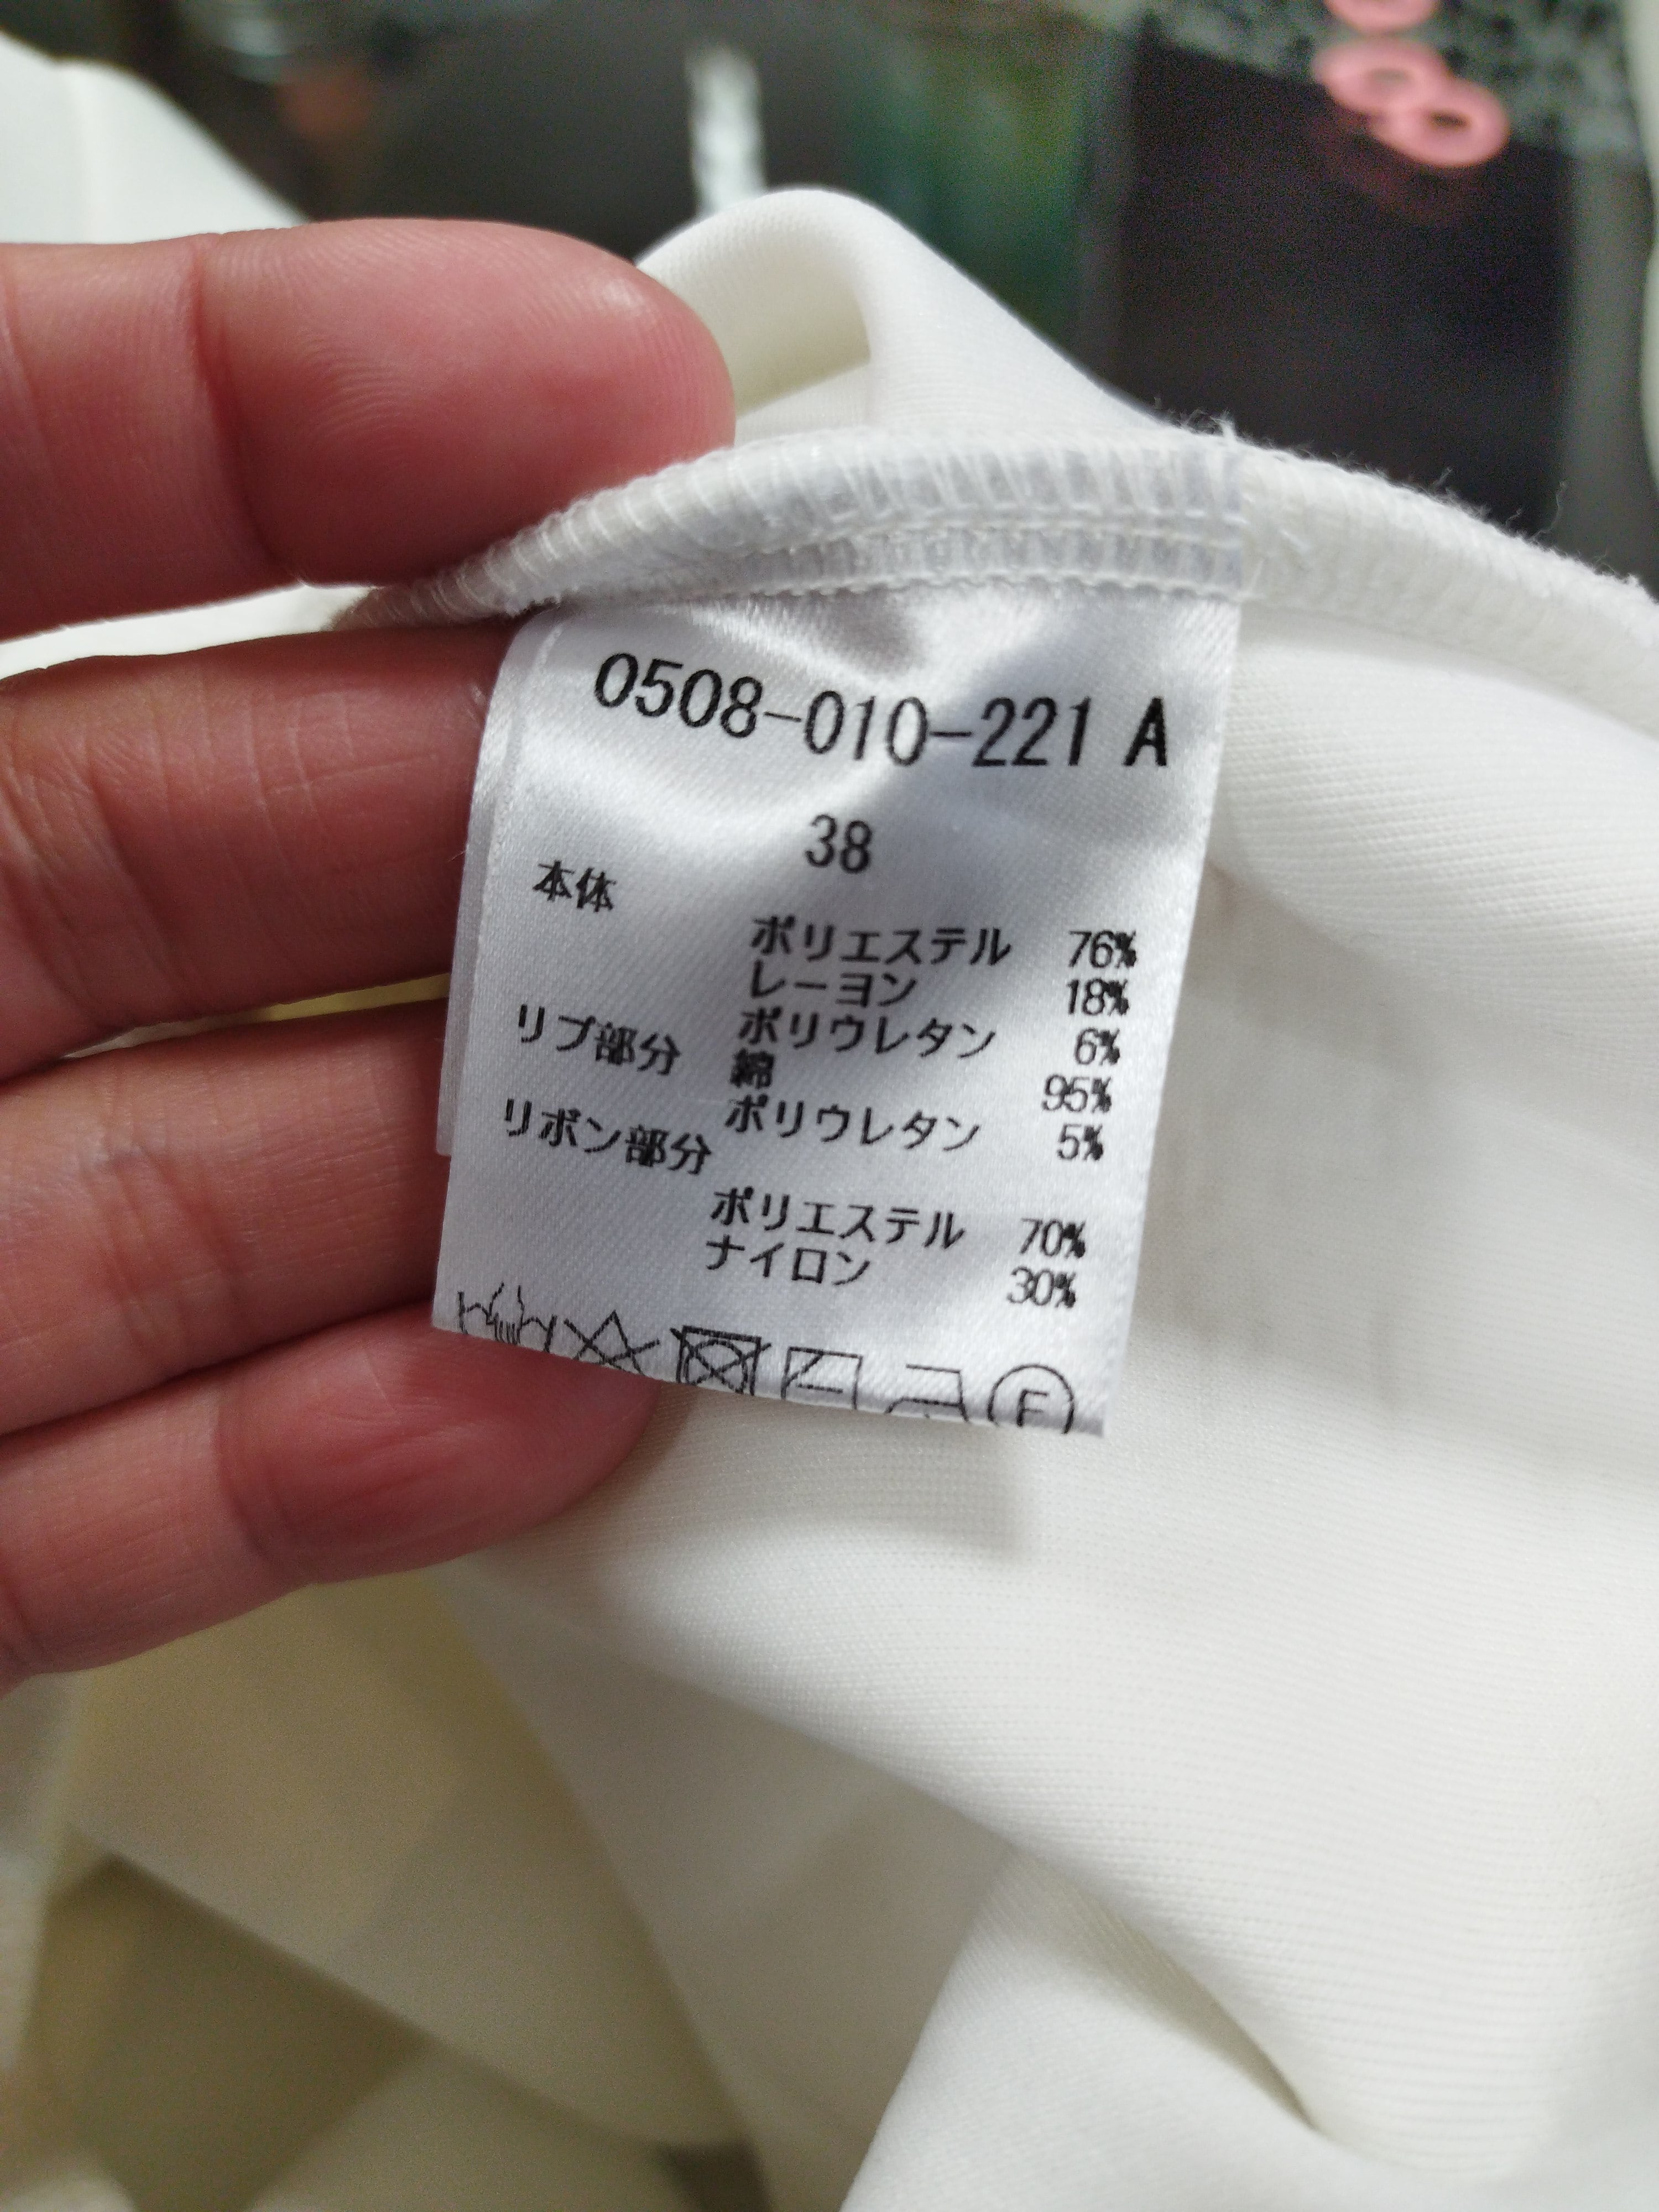 0508-010-221 A
38
本体
ポリエステル 76%
レーヨン 18%
ポリウレタン 6%
リブ部分
綿 95%
ポリウレタン 5%
リボン部分
ポリエステル 70%
ナイロン 30%
F